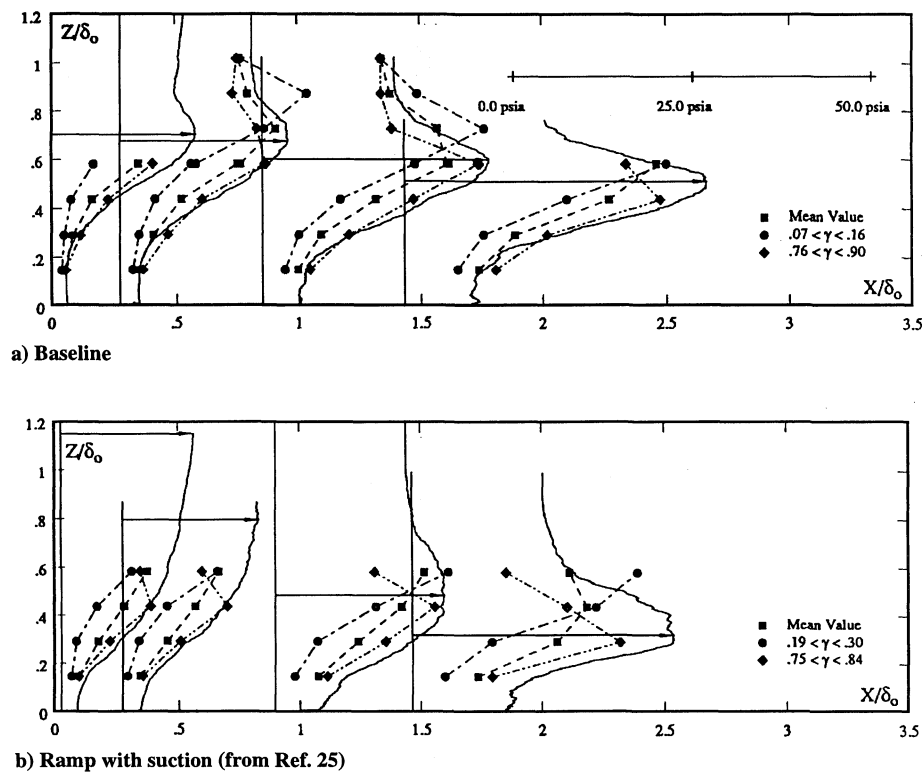 1.2
Z/δo
1
.8
.6
.4
.2
0
0.0 psia 25.0 psia 50.0 psia
■ Mean Value
● .07 < γ < .16
◆ .76 < γ < .90
X/δo
0 .5 1 1.5 2 2.5 3 3.5
a) Baseline
1.2
Z/δo
1
.8
.6
.4
.2
0
■ Mean Value
● .19 < γ < .30
◆ .75 < γ < .84
X/δo
0 .5 1 1.5 2 2.5 3 3.5
b) Ramp with suction (from Ref. 25)